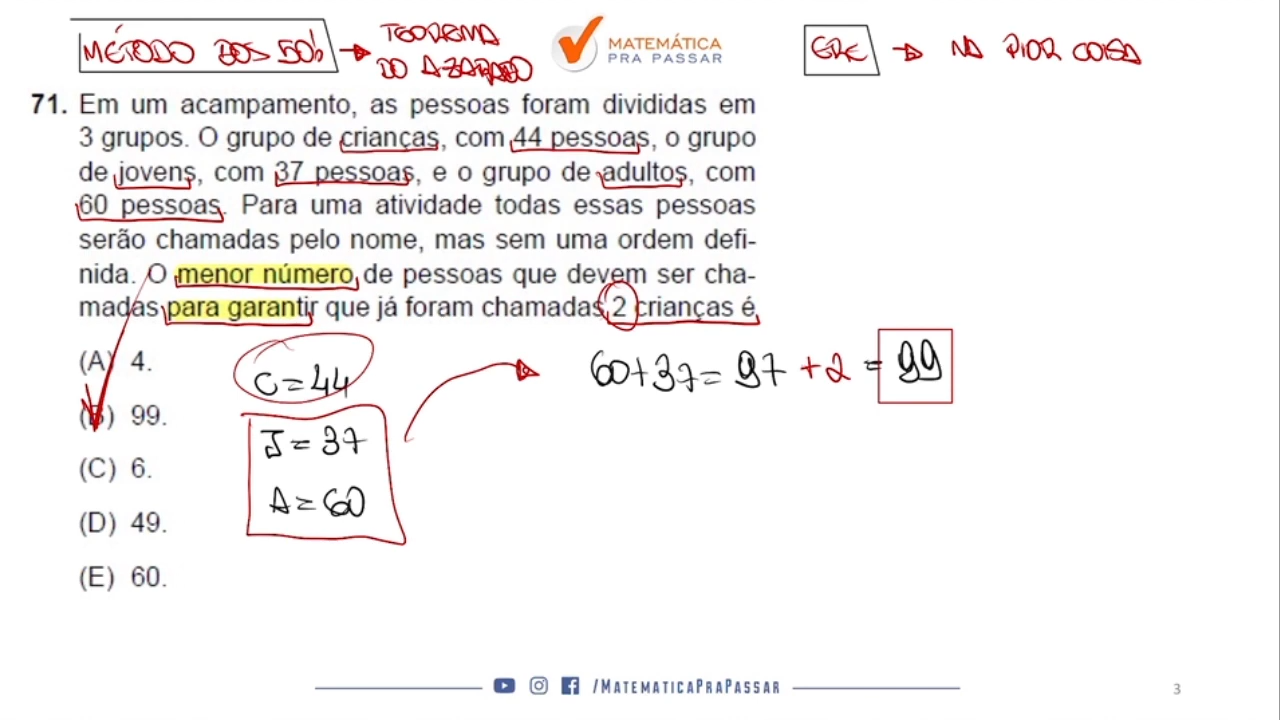 MÉTODO DOS 50% → TEOREMA
DO AZARADO
MATEMÁTICA
PRA PASSAR
→ NA PIOR COISA
71. Em um acampamento, as pessoas foram divididas em
3 grupos. O grupo de crianças, com 44 pessoas, o grupo
de jovens, com 37 pessoas, e o grupo de adultos, com
60 pessoas. Para uma atividade todas essas pessoas
serão chamadas pelo nome, mas sem uma ordem defi-
nida. O menor número de pessoas que devem ser cha-
madas para garantir que já foram chamadas 2 crianças é
(A) 4.
(B) 99.
(C) 6.
(D) 49.
(E) 60.
C = 44
J = 37
A = 60
60+37= 97 +2 = 99
/MATEMATICAPRAPASSAR
3